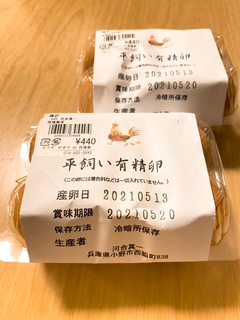 ¥440
平飼い有精卵
産卵日 20210513
賞味期限 20210520
保存方法 冷暗所保存
¥440
平飼い有精卵
(この卵には着色料などは一切入れていません。)
産卵日 20210513
賞味期限 20210520
保存方法 冷暗所保存
生産者 河合真一
兵庫県小野市西脇町838